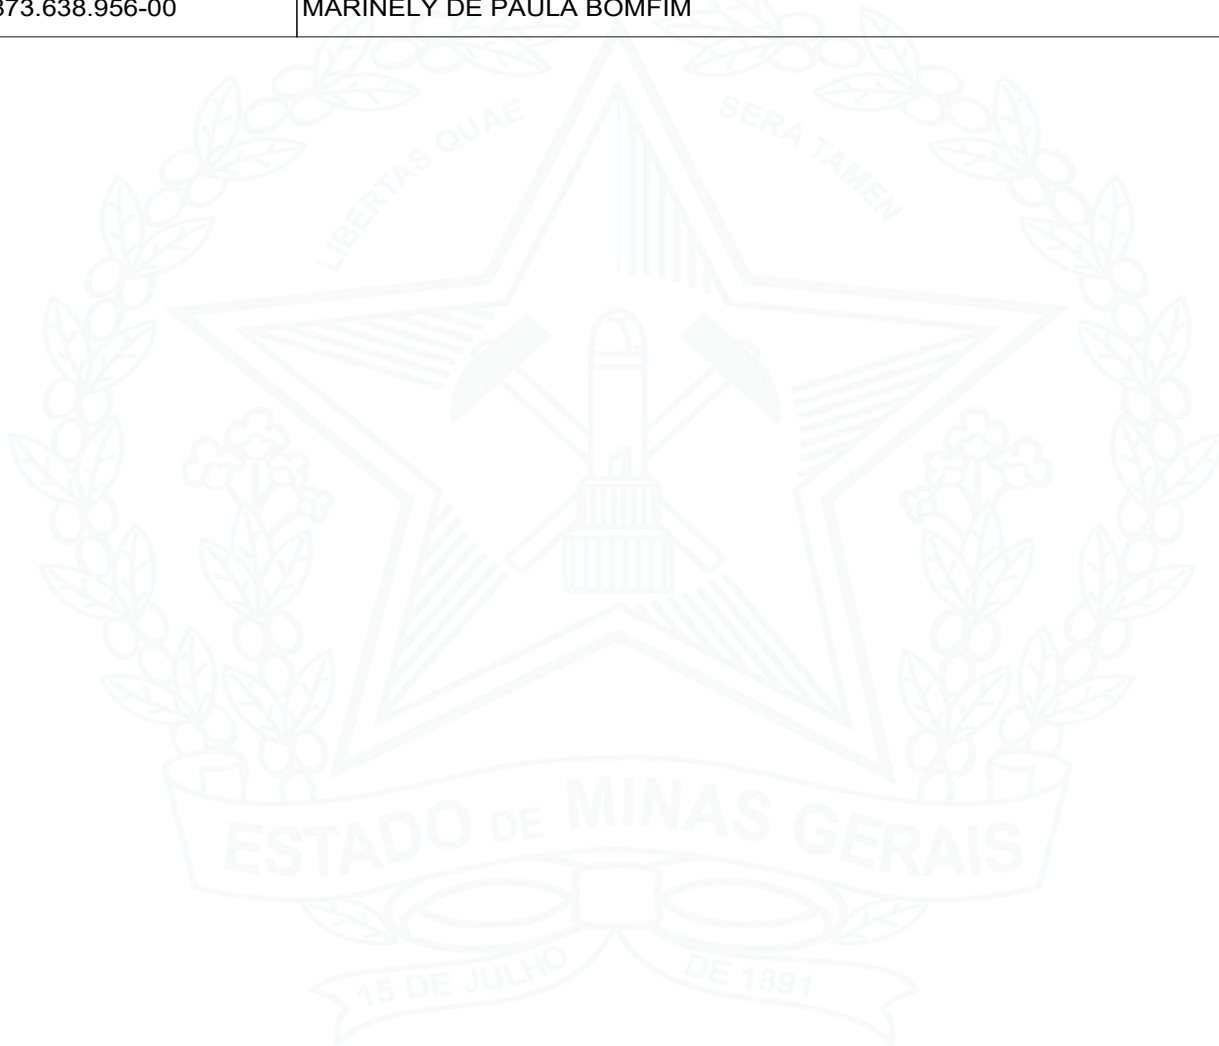 873.638.956-00 MARINELY DE PAULA BOMFIM
LIBERTAS QUAE SERA TAMEN
ESTADO DE MINAS GERAIS
15 DE JULHO DE 1891